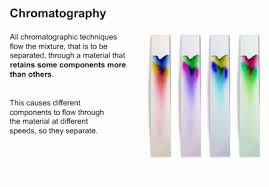 Chromatography
All chromatographic techniques
flow the mixture, that is to be
separated, through a material that
retains some components more
than others.
This causes different
components to flow through
the material at different
speeds, so they separate.